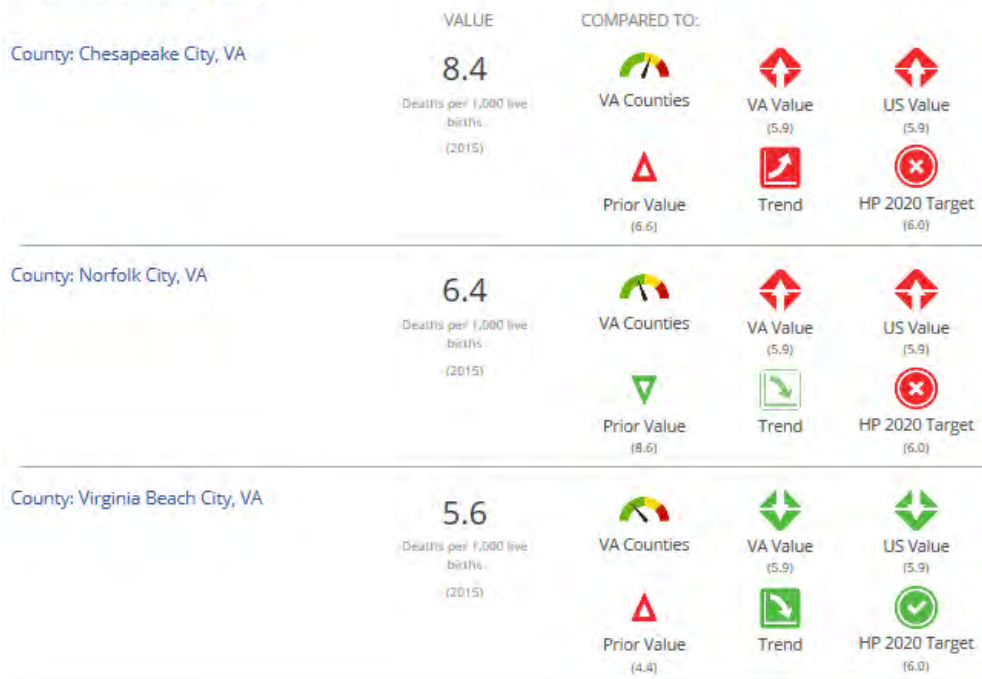 VALUE COMPARED TO:
County: Chesapeake City, VA
8.4
Deaths per 1,000 live
births
(2015)
VA Counties
VA Value
(5.9)
US Value
(5.9)
Prior Value
(6.6)
Trend
HP 2020 Target
(6.0)
County: Norfolk City, VA
6.4
Deaths per 1,000 live
births
(2015)
VA Counties
VA Value
(5.9)
US Value
(5.9)
Prior Value
(8.6)
Trend
HP 2020 Target
(6.0)
County: Virginia Beach City, VA
5.6
Deaths per 1,000 live
births
(2015)
VA Counties
VA Value
(5.9)
US Value
(5.9)
Prior Value
(4.4)
Trend
HP 2020 Target
(6.0)